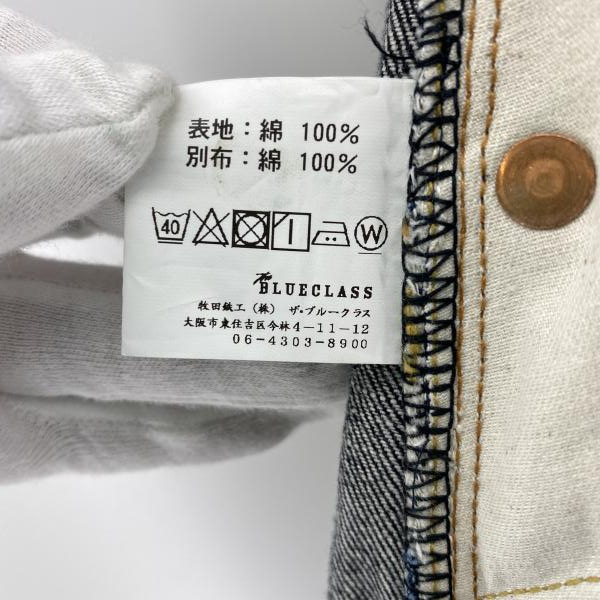 表地：綿 100%
別布：綿 100%
40 W
The BLUECLASS
牧田鉄工（株） ザ・ブルークラス
大阪市東住吉区今林4-11-12
06-4303-8900